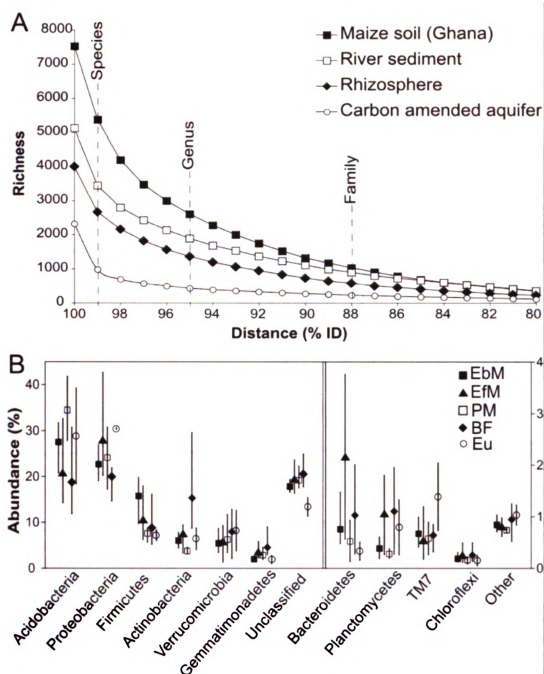 A
Maize soil (Ghana)
River sediment
Rhizosphere
Carbon amended aquifer
Species
Genus
Family
Richness
8000
7000
6000
5000
4000
3000
2000
1000
0
100 98 96 94 92 90 88 86 84 82 80
Distance (% ID)
B
EbM
EfM
PM
BF
Eu
Abundance (%)
40
30
20
10
0
4
3
2
1
0
Acidobacteria
Proteobacteria
Firmicutes
Actinobacteria
Verrucomicrobia
Gemmatimonadetes
Unclassified
Bacteroidetes
Planctomycetes
TM7
Chloroflexi
Other